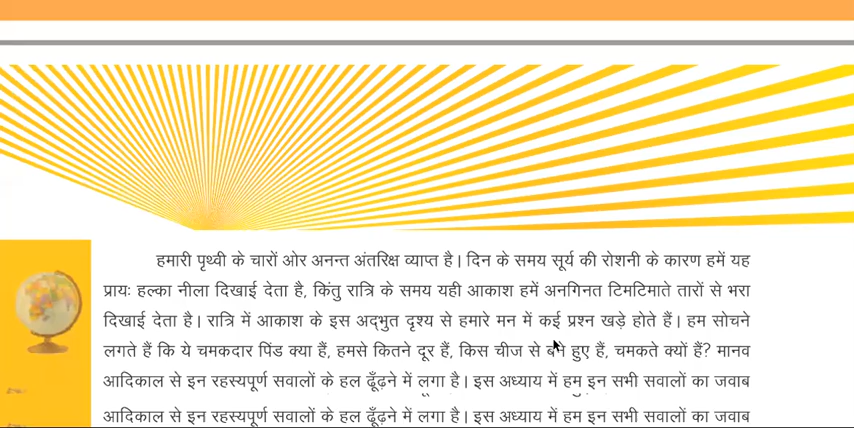 हमारी पृथ्वी के चारों ओर अनन्त अंतरिक्ष व्याप्त है। दिन के समय सूर्य की रोशनी के कारण हमें यह
प्रायः हल्का नीला दिखाई देता है, किंतु रात्रि के समय यही आकाश हमें अनगिनत टिमटिमाते तारों से भरा
दिखाई देता है। रात्रि में आकाश के इस अद्भुत दृश्य से हमारे मन में कई प्रश्न खड़े होते हैं। हम सोचने
लगते हैं कि ये चमकदार पिंड क्या हैं, हमसे कितने दूर हैं, किस चीज से बने हुए हैं, चमकते क्यों हैं? मानव
आदिकाल से इन रहस्यपूर्ण सवालों के हल ढूँढ़ने में लगा है। इस अध्याय में हम इन सभी सवालों का जवाब
आदिकाल से इन रहस्यपूर्ण सवालों के हल ढूँढ़ने में लगा है। इस अध्याय में हम इन सभी सवालों का जवाब